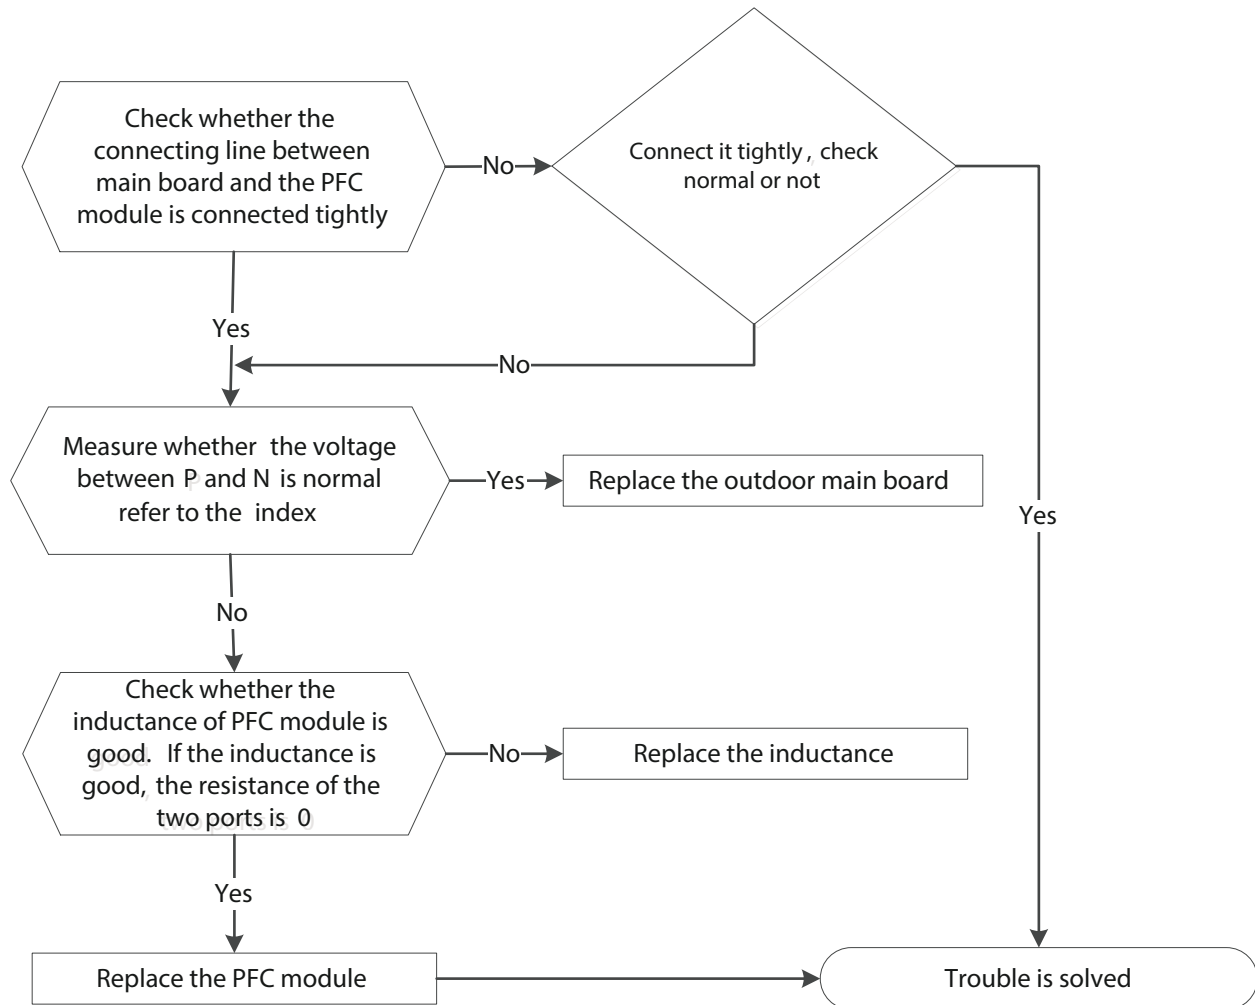 Check whether the
connecting line between
main board and the PFC
module is connected tightly
No
Connect it tightly, check
normal or not
Yes
No
Measure whether the voltage
between P and N is normal
refer to the index
Yes
Replace the outdoor main board
Yes
No
Check whether the
inductance of PFC module is
good. If the inductance is
good, the resistance of the
two ports is 0
No
Replace the inductance
Yes
Replace the PFC module
Trouble is solved